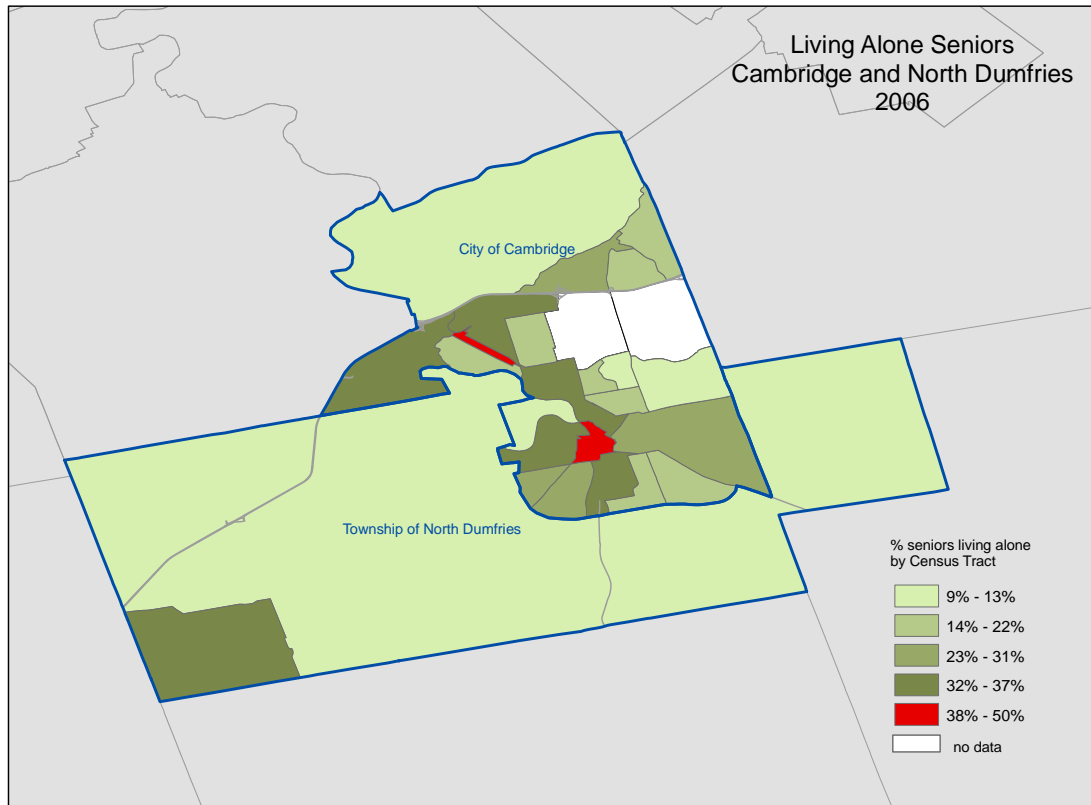 Living Alone Seniors
Cambridge and North Dumfries
2006
City of Cambridge
Township of North Dumfries
% seniors living alone
by Census Tract
9% - 13%
14% - 22%
23% - 31%
32% - 37%
38% - 50%
no data